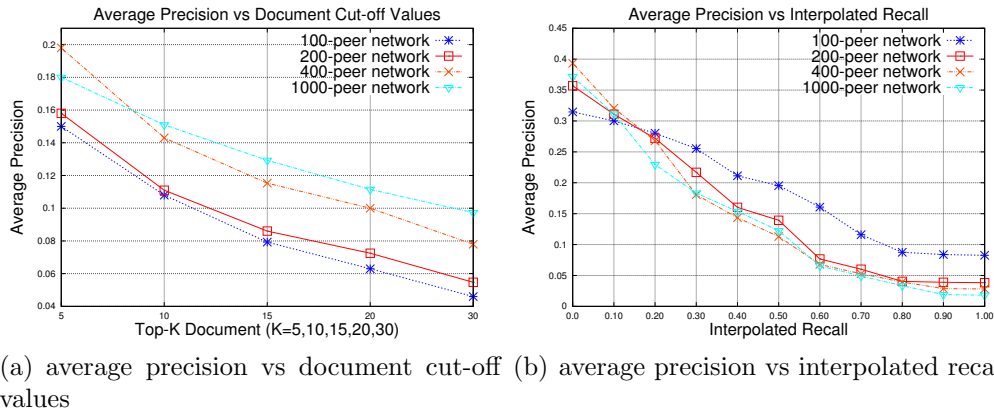 Average Precision vs Document Cut-off Values
100-peer network
200-peer network
400-peer network
1000-peer network
0.2
0.18
0.16
0.14
0.12
0.1
0.08
0.06
0.04
Average Precision
5
10
15
20
30
Top-K Document (K=5,10,15,20,30)
Average Precision vs Interpolated Recall
100-peer network
200-peer network
400-peer network
1000-peer network
0.45
0.4
0.35
0.3
0.25
0.2
0.15
0.1
0.05
0
Average Precision
0.0
0.10
0.20
0.30
0.40
0.50
0.60
0.70
0.80
0.90
1.00
Interpolated Recall
(a) average precision vs document cut-off
values
(b) average precision vs interpolated reca